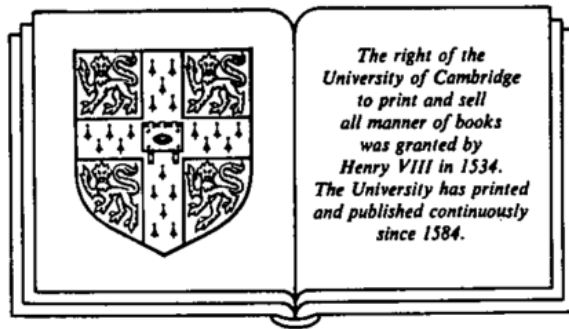 The right of the
University of Cambridge
to print and sell
all manner of books
was granted by
Henry VIII in 1534.
The University has printed
and published continuously
since 1584.